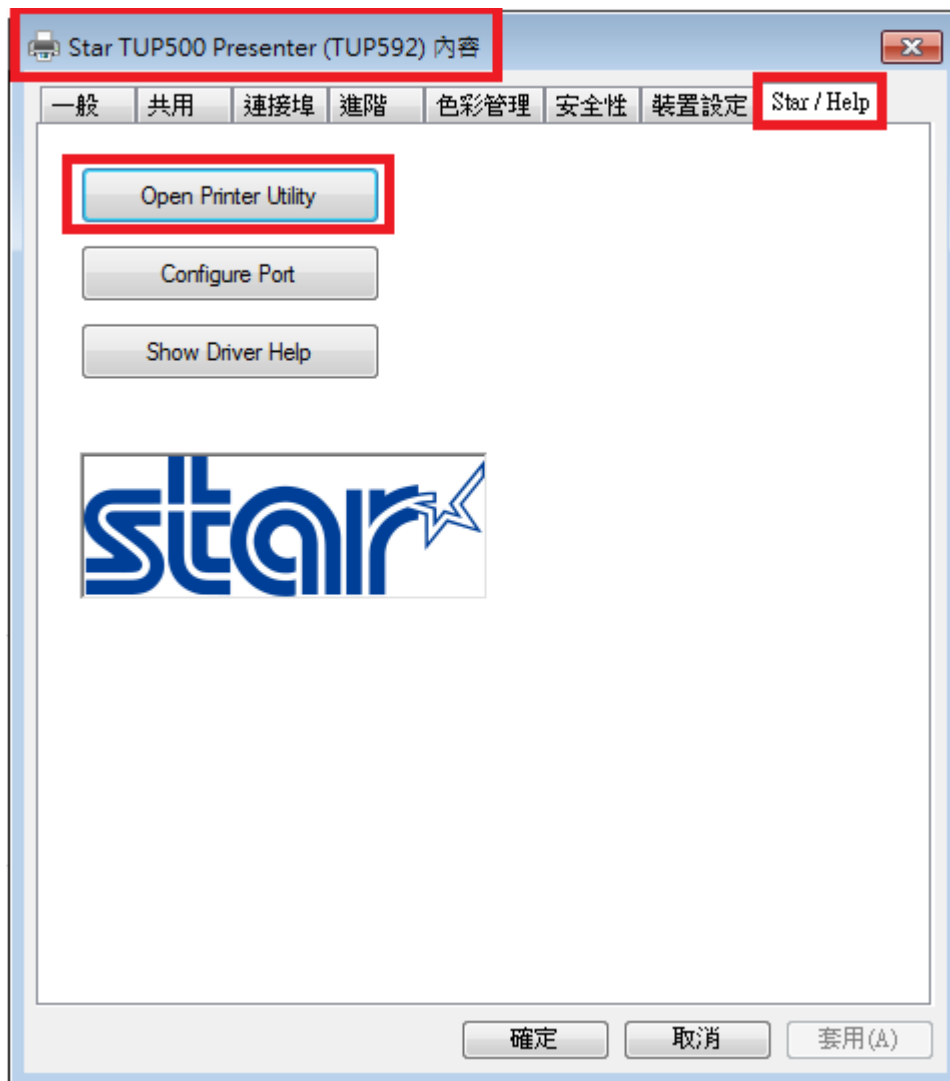 Star TUP500 Presenter (TUP592) 內容
一般 共用 連接埠 進階 色彩管理 安全性 裝置設定 Star / Help
Open Printer Utility
Configure Port
Show Driver Help
star
確定 取消 套用(A)